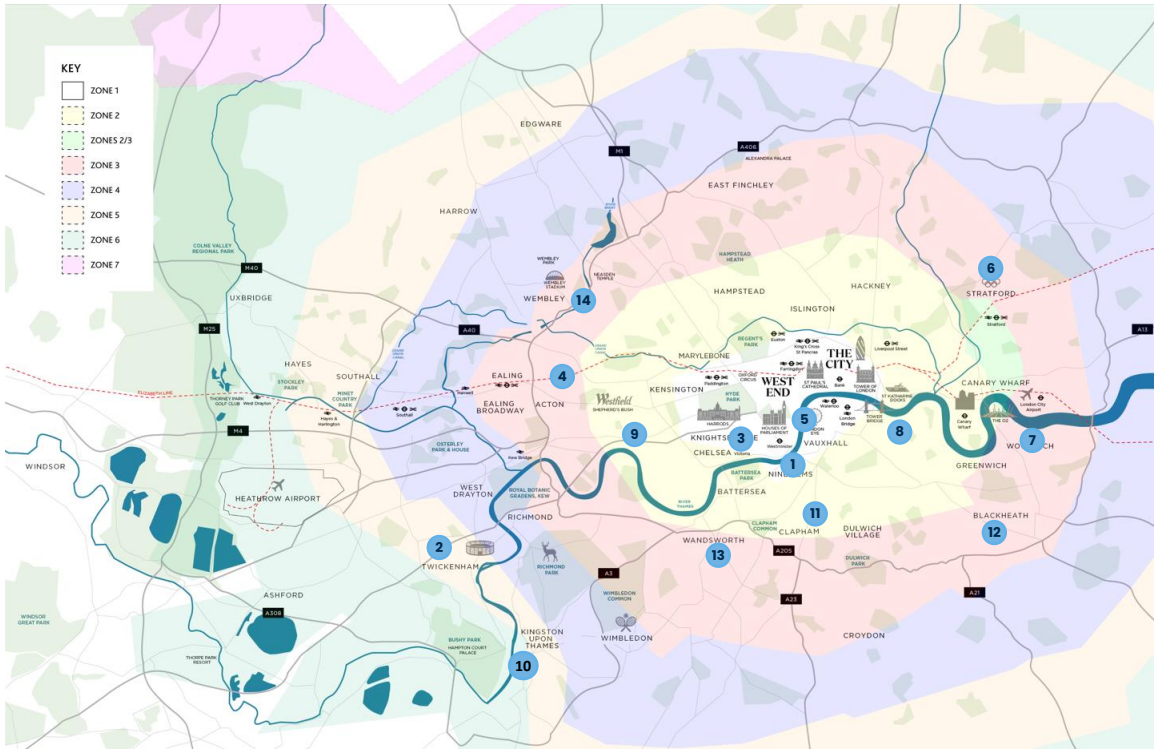 KEY
ZONE 1
ZONE 2
ZONES 2/3
ZONE 3
ZONE 4
ZONE 5
ZONE 6
ZONE 7
EDGWARE
M1
A406
ALEXANDRA PALACE
EAST FINCHLEY
HARROW
COLNE VALLEY
REGIONAL PARK
M40
UXBRIDGE
WEMBLEY
PARK
WEMBLEY
STADIUM
NEASDEN
TEMPLE
WEMBLEY
14
HAMPSTEAD
HEATH
HAMPSTEAD
HACKNEY
ISLINGTON
6
STRATFORD
Stratford
M25
A40
A13
HAYES
STOCKLEY
PARK
SOUTHALL
MINET
COUNTRY
PARK
GRAND
UNION
CANAL
EALING
4
EALING
BROADWAY
ACTON
Hanwell
Southall
Hayes &
Harlington
West Drayton
THORNEY PARK
GOLF CLUB
ELIZABETH LINE
M4
OSTERLEY
PARK & HOUSE
Kew Bridge
MARYLEBONE
REGENT'S
PARK
Euston
King's Cross
St Pancras
THE
CITY
Liverpool Street
Farringdon
Paddington
OXFORD
CIRCUS
WEST
END
ST PAUL'S
CATHEDRAL
Bank
TOWER OF
LONDON
KENSINGTON
Westfield
SHEPHERD'S BUSH
HYDE
PARK
HARRODS
HOUSES OF
PARLIAMENT
Waterloo
London
Bridge
TOWER
BRIDGE
ST KATHARINE
DOCKS
CANARY WHARF
Canary
Wharf
THE O2
London City
Airport
7
8
5
9
KNIGHTSBRIDGE
3
Victoria
Westminster
VAUXHALL
CHELSEA
1
NINE ELMS
BATTERSEA
PARK
BATTERSEA
RIVER
THAMES
GREENWICH
WINDSOR
HEATHROW AIRPORT
WEST
DRAYTON
ROYAL BOTANIC
GRADENS, KEW
RICHMOND
2
TWICKENHAM
RICHMOND
PARK
11
CLAPHAM
COMMON
CLAPHAM
DULWICH
VILLAGE
BLACKHEATH
12
WANDSWORTH
13
A205
DULWICH
PARK
A3
A23
A21
WIMBLEDON
COMMON
WIMBLEDON
CROYDON
ASHFORD
A308
WINDSOR
GREAT PARK
THORPE PARK
RESORT
BUSHY PARK
HAMPTON COURT
PALACE
KINGSTON
UPON
THAMES
10